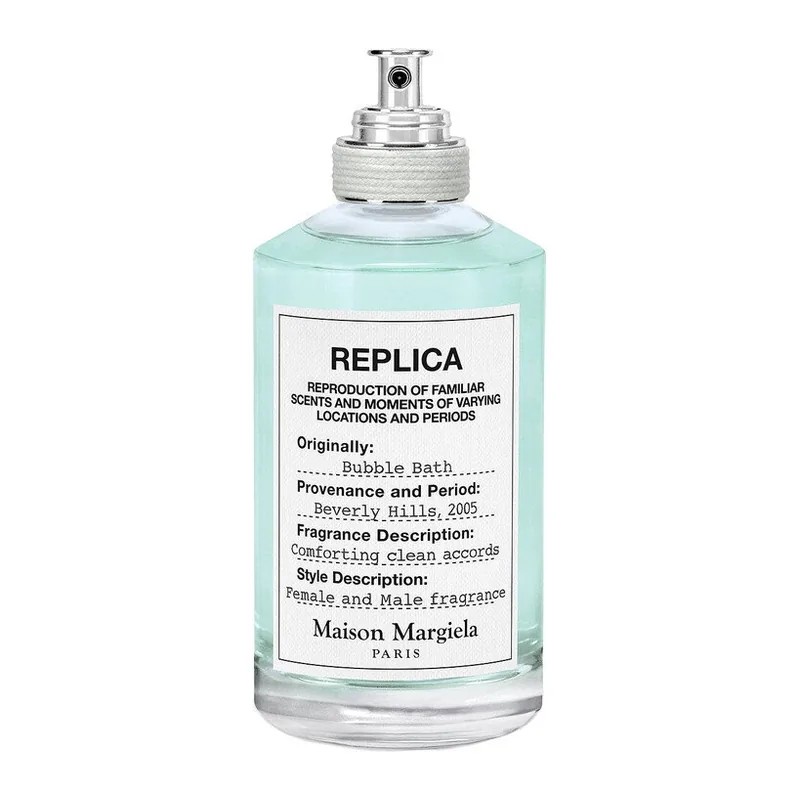 REPLICA
REPRODUCTION OF FAMILIAR
SCENTS AND MOMENTS OF VARYING
LOCATIONS AND PERIODS
Originally:
Bubble Bath
Provenance and Period:
Beverly Hills, 2005
Fragrance Description:
Comforting clean accords
Style Description:
Female and Male fragrance
Maison Margiela
PARIS